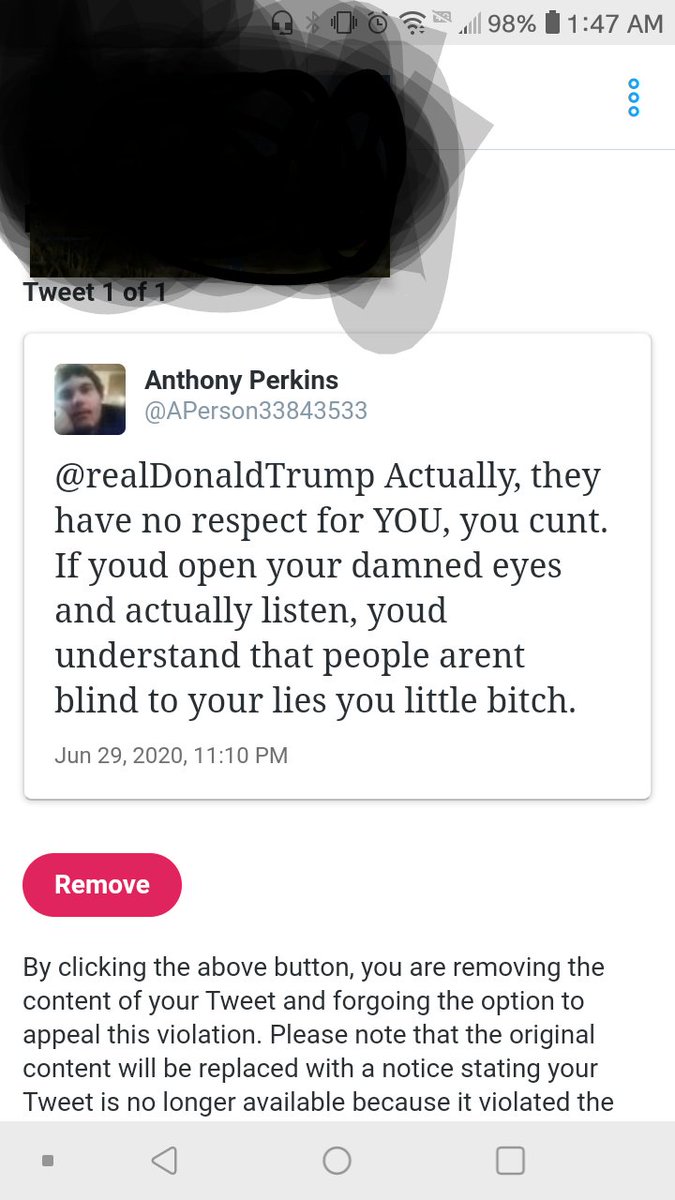 98% 1:47 AM
Tweet 1 of 1
Anthony Perkins
@APerson33843533
@realDonaldTrump Actually, they
have no respect for YOU, you cunt.
If youd open your damned eyes
and actually listen, youd
understand that people arent
blind to your lies you little bitch.
Jun 29, 2020, 11:10 PM
Remove
By clicking the above button, you are removing the
content of your Tweet and forgoing the option to
appeal this violation. Please note that the original
content will be replaced with a notice stating your
Tweet is no longer available because it violated the